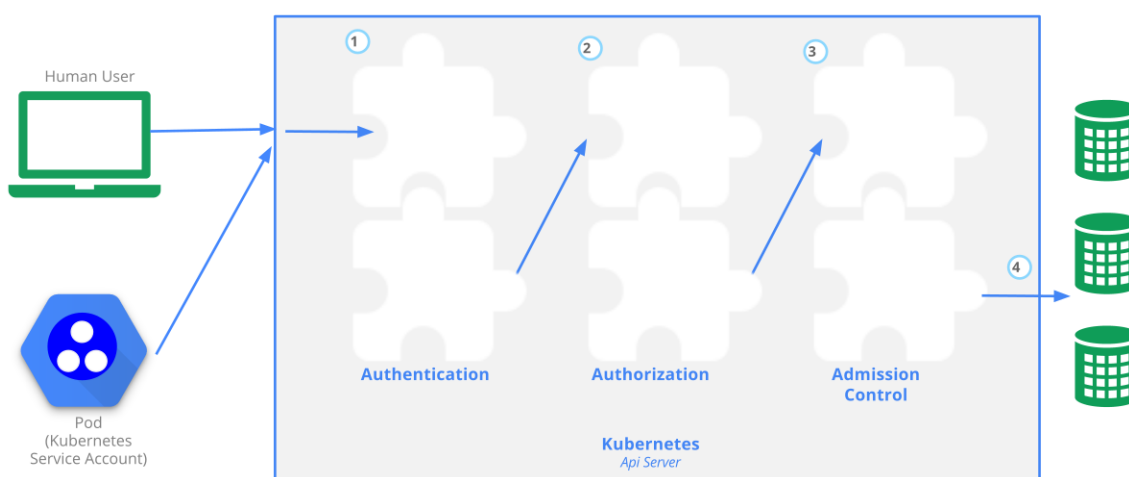 1
2
3
Human User
4
Authentication
Authorization
Admission
Control
Pod
(Kubernetes
Service Account)
Kubernetes
Api Server